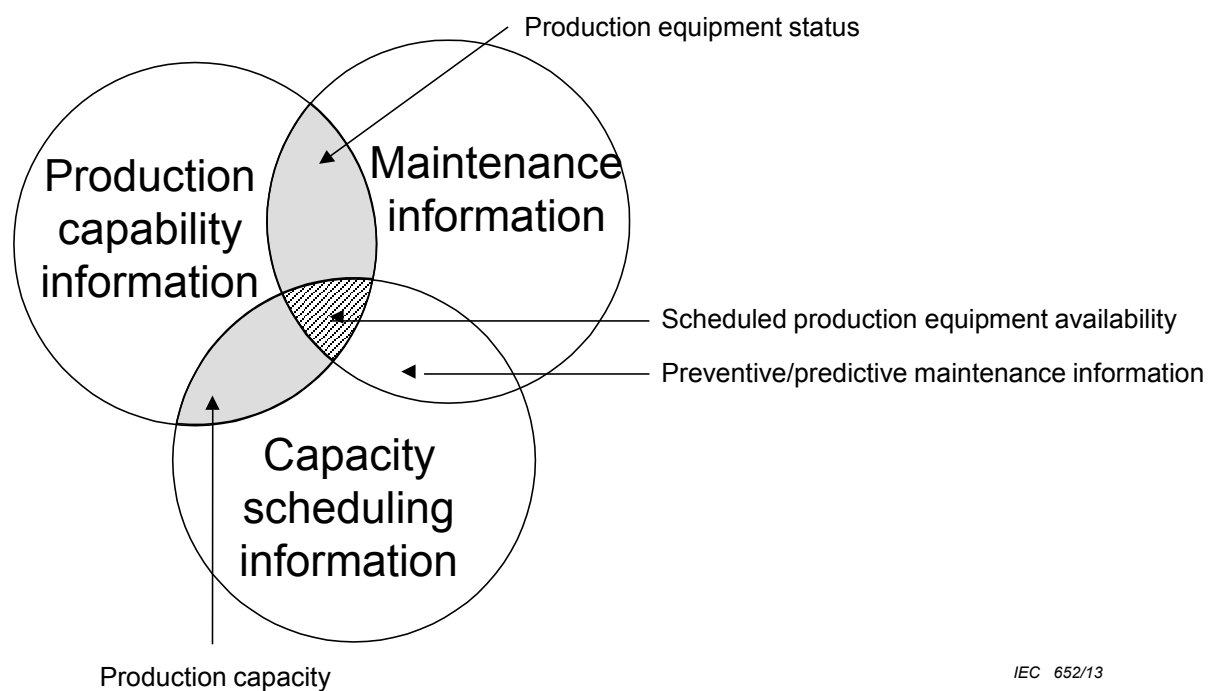 Production equipment status
Production
capability
information
Maintenance
information
Scheduled production equipment availability
Preventive/predictive maintenance information
Capacity
scheduling
information
Production capacity
IEC 652/13